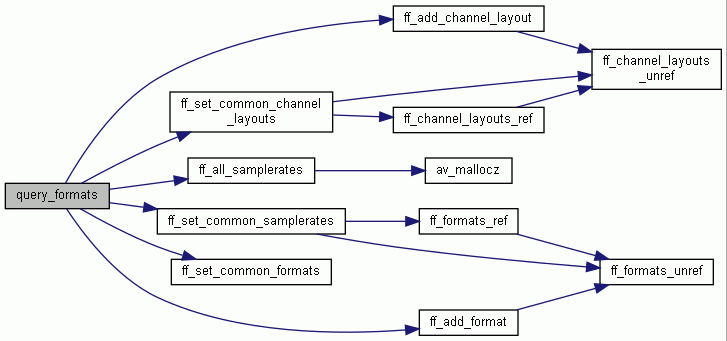 ff_add_channel_layout
ff_channel_layouts
_unref
ff_set_common_channel
_layouts
ff_channel_layouts_ref
ff_all_samplerates
av_mallocz
query_formats
ff_set_common_samplerates
ff_formats_ref
ff_set_common_formats
ff_formats_unref
ff_add_format